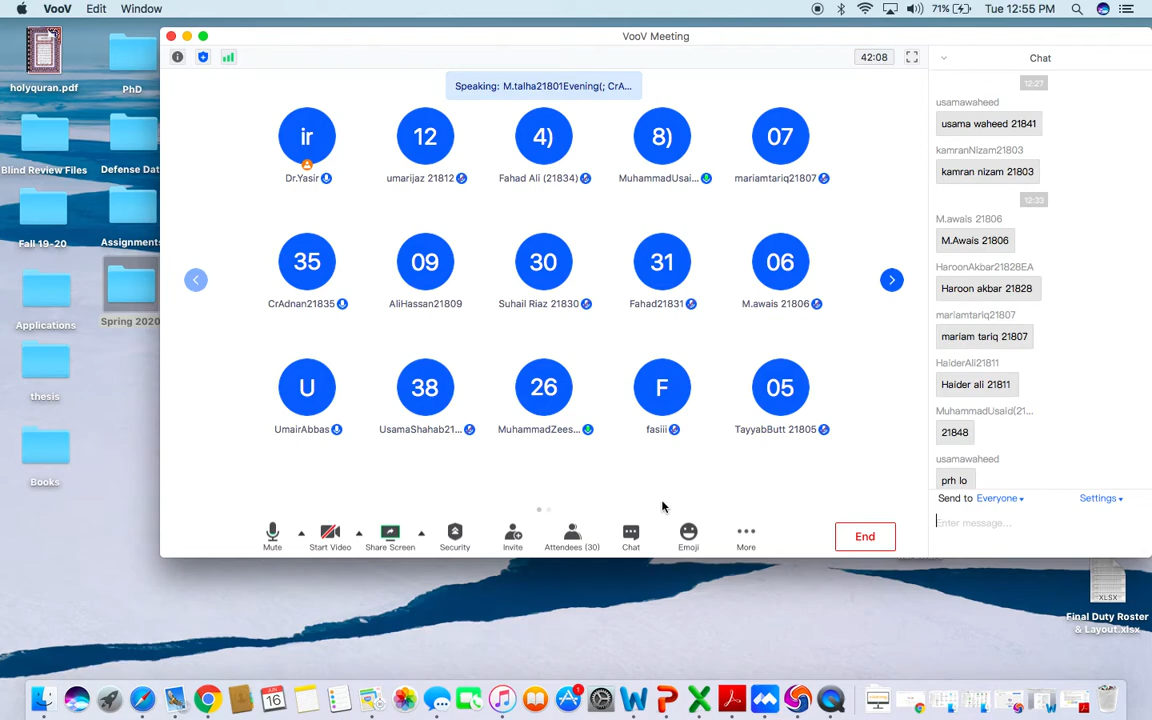 VooV Edit Window
71% Tue 12:55 PM
VooV Meeting
42:08
Chat
Speaking: M.talha21801Evening(; CrA...
ir
12
4)
8)
07
Dr.Yasir
umarijaz 21812
Fahad Ali (21834)
MuhammadUsai...
mariamtariq21807
35
09
30
31
06
CrAdnan21835
AliHassan21809
Suhail Riaz 21830
Fahad21831
M.awais 21806
U
38
26
F
05
UmairAbbas
UsamaShahab21...
MuhammadZees...
fasiii
TayyabButt 21805
Mute
Start Video
Share Screen
Security
Invite
Attendees (30)
Chat
Emoji
More
End
12:27
usamawaheed
usama waheed 21841
kamranNizam21803
kamran nizam 21803
12:33
M.awais 21806
M.Awais 21806
HaroonAkbar21828EA
Haroon akbar 21828
mariamtariq21807
mariam tariq 21807
HaiderAli21811
Haider ali 21811
MuhammadUsaid(21...
21848
usamawaheed
prh lo
Send to Everyone
Settings
Enter message...
holyquran.pdf
PhD
Blind Review Files
Defense Dat
Fall 19-20
Assignments
Applications
Spring 2020
thesis
Books
XLSX
Final Duty Roster
& Layout.xlsx
JUN
16
1